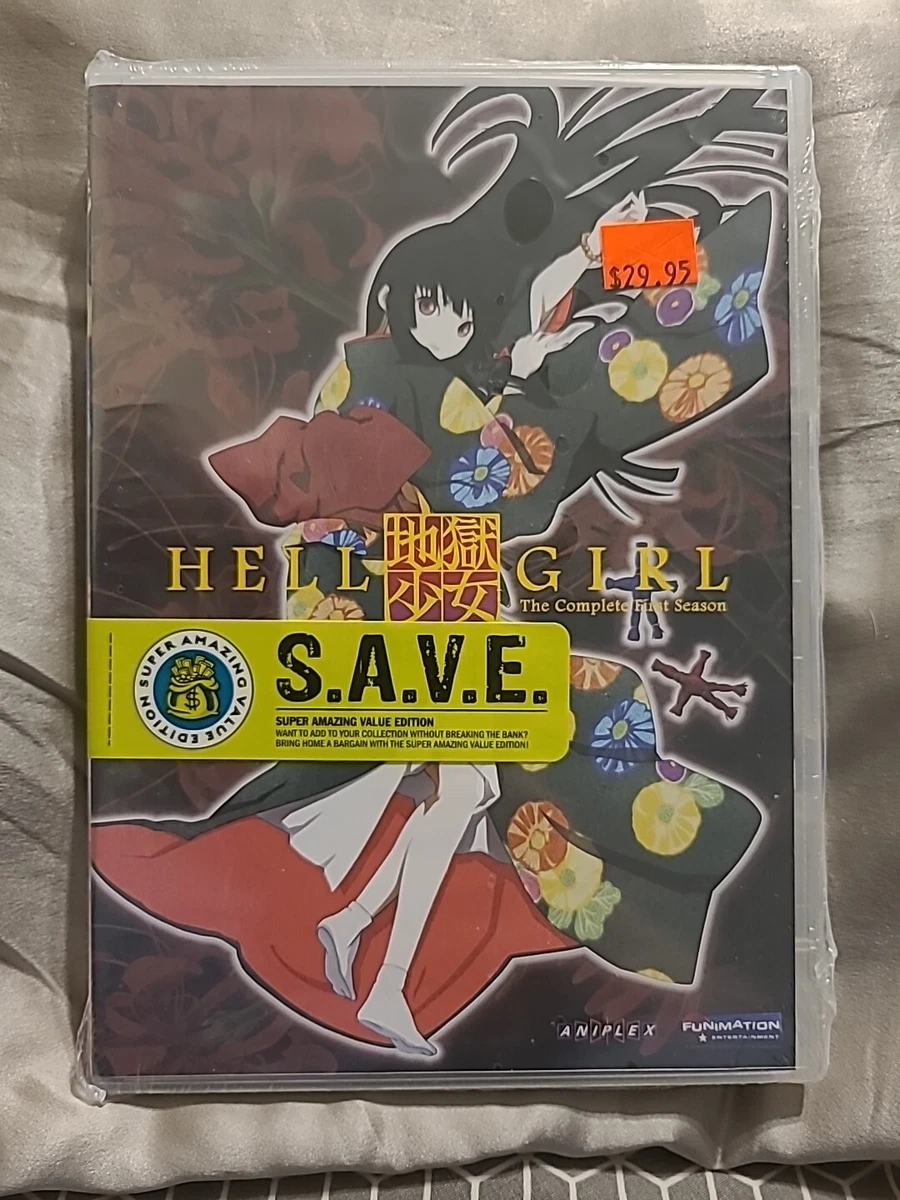 $29.95
HELL 地獄少女 GIRL
The Complete First Season
SUPER AMAZING VALUE EDITION
$
S.A.V.E.
SUPER AMAZING VALUE EDITION
WANT TO ADD TO YOUR COLLECTION WITHOUT BREAKING THE BANK?
BRING HOME A BARGAIN WITH THE SUPER AMAZING VALUE EDITION!
ANIPLEX
FUNIMATION
ENTERTAINMENT